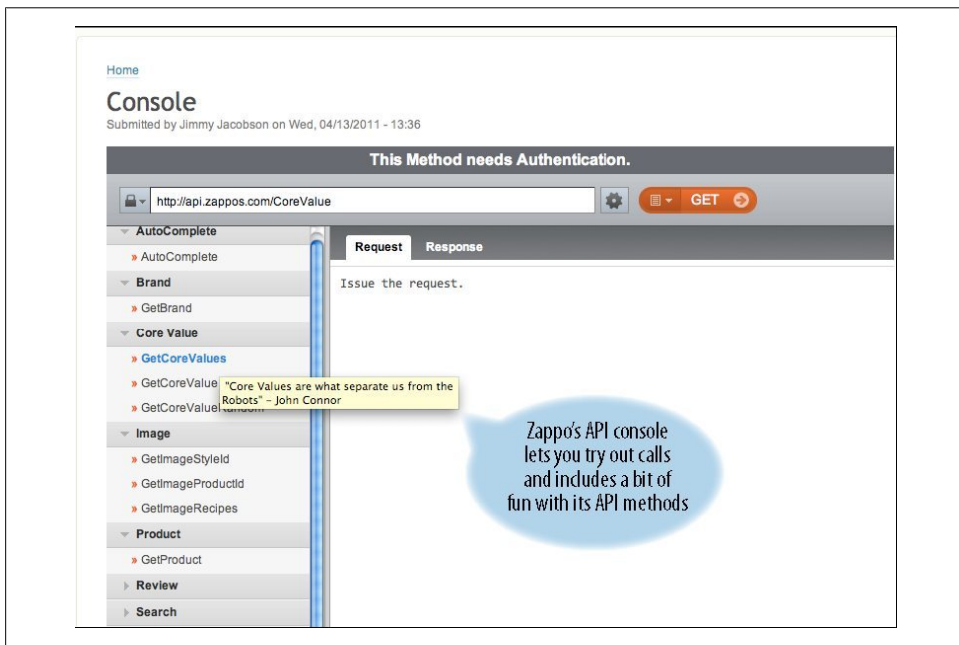 Home
Console
Submitted by Jimmy Jacobson on Wed, 04/13/2011 - 13:36
This Method needs Authentication.
http://api.zappos.com/CoreValue
GET
AutoComplete
» AutoComplete
Brand
» GetBrand
Core Value
» GetCoreValues
» GetCoreValue
» GetCoreValueRandom
Image
» GetImageStyleId
» GetImageProductId
» GetImageRecipes
Product
» GetProduct
Review
Search
Request Response
Issue the request.
"Core Values are what separate us from the
Robots" – John Connor
Zappo's API console
lets you try out calls
and includes a bit of
fun with its API methods